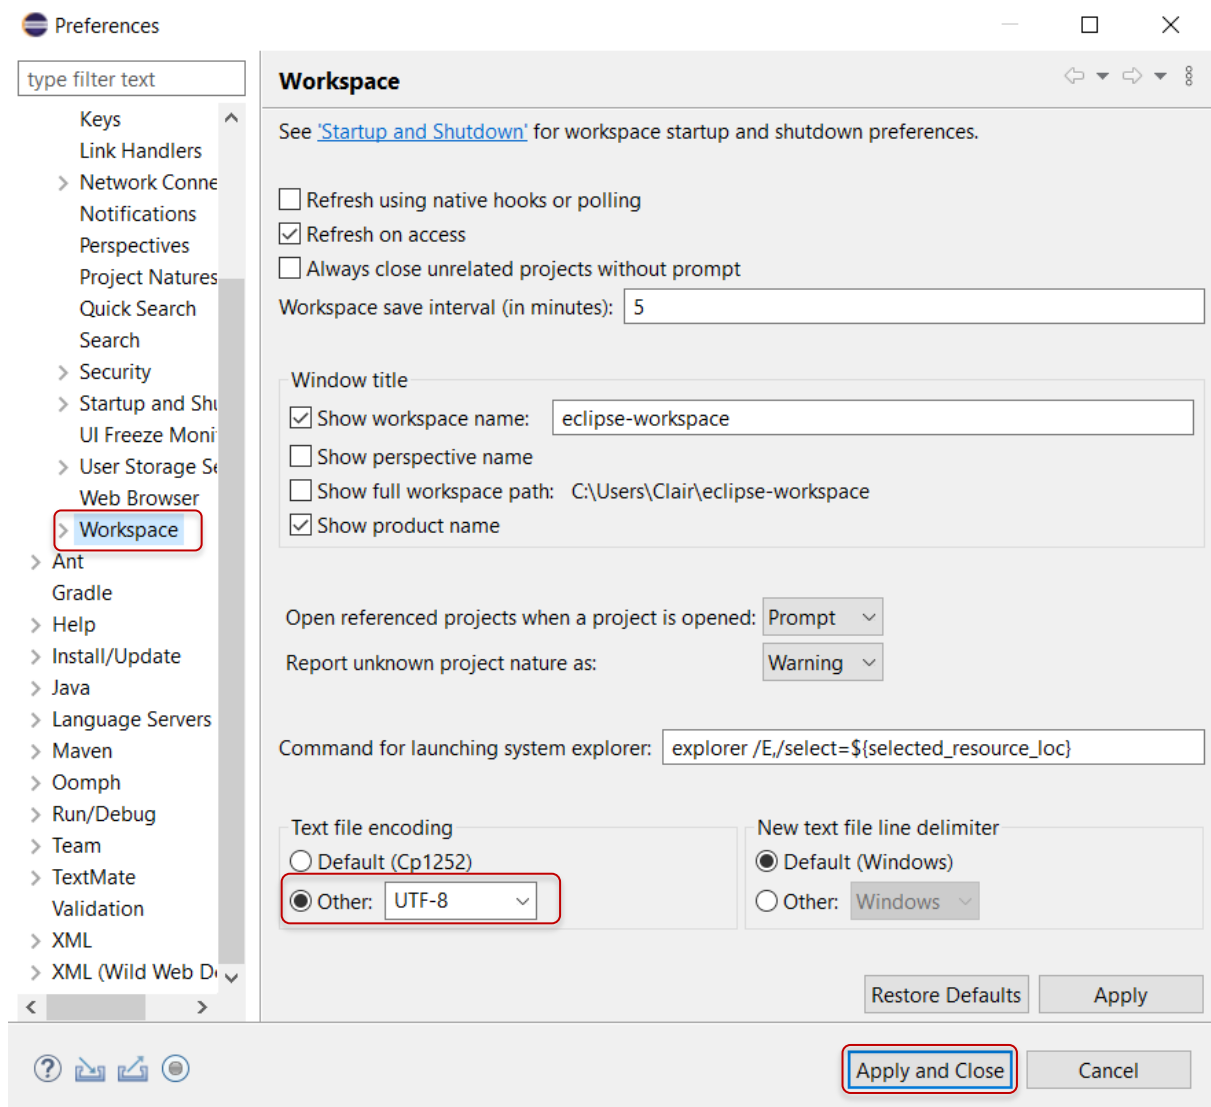 Preferences
type filter text
Keys
Link Handlers
Network Conne
Notifications
Perspectives
Project Natures
Quick Search
Search
Security
Startup and Shu
UI Freeze Moni
User Storage Se
Web Browser
Workspace
Ant
Gradle
Help
Install/Update
Java
Language Servers
Maven
Oomph
Run/Debug
Team
TextMate
Validation
XML
XML (Wild Web De
Workspace
See 'Startup and Shutdown' for workspace startup and shutdown preferences.
Refresh using native hooks or polling
Refresh on access
Always close unrelated projects without prompt
Workspace save interval (in minutes): 5
Window title
Show workspace name: eclipse-workspace
Show perspective name
Show full workspace path: C:\Users\Clair\eclipse-workspace
Show product name
Open referenced projects when a project is opened: Prompt
Report unknown project nature as: Warning
Command for launching system explorer: explorer /E,/select=${selected_resource_loc}
Text file encoding
Default (Cp1252)
Other: UTF-8
New text file line delimiter
Default (Windows)
Other: Windows
Restore Defaults
Apply
Apply and Close
Cancel